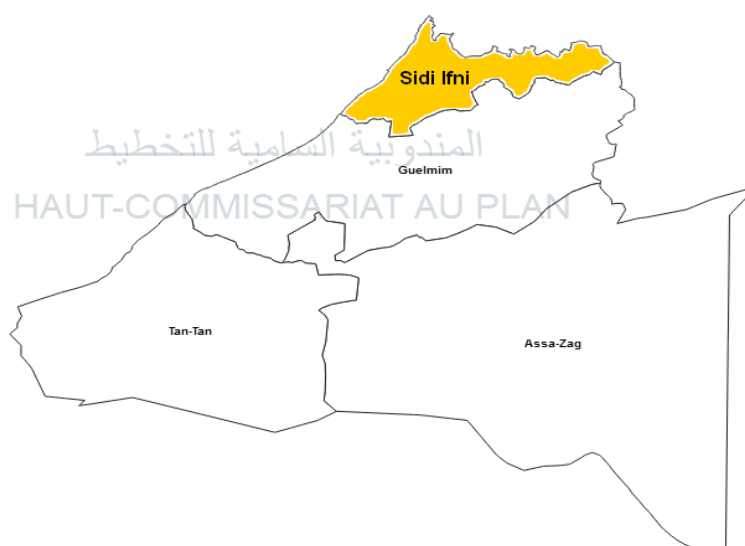 Sidi Ifni
المندوبية السامية للتخطيط
Guelmim
HAUT-COMMISSARIAT AU PLAN
Tan-Tan
Assa-Zag